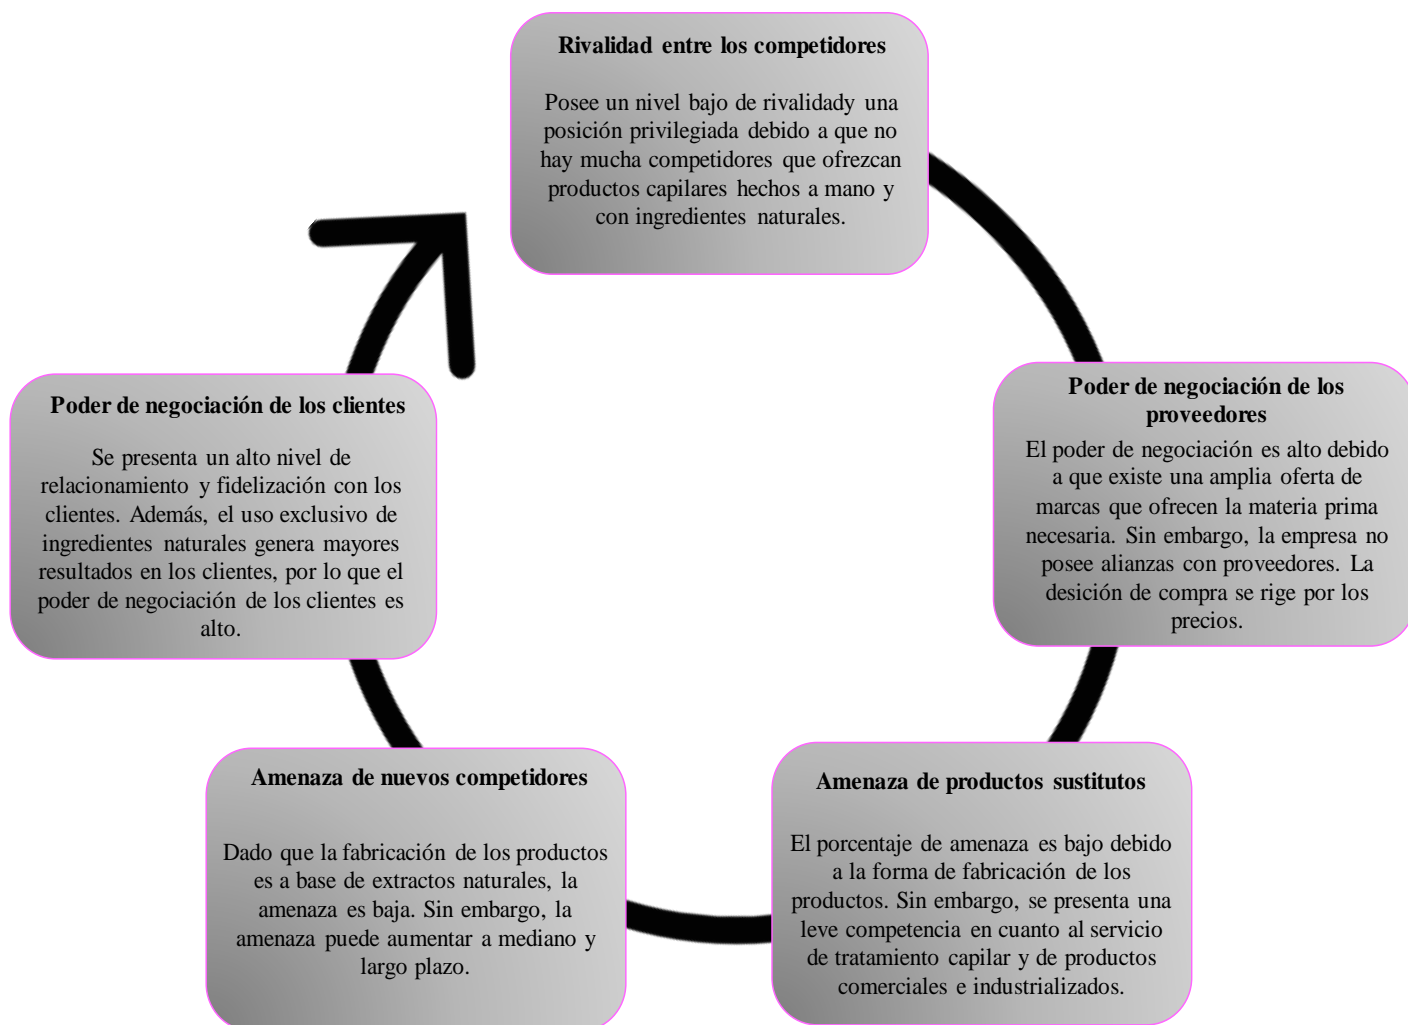 Rivalidad entre los competidores
Posee un nivel bajo de rivalidady una
posición privilegiada debido a que no
hay mucha competidores que ofrezcan
productos capilares hechos a mano y
con ingredientes naturales.
Poder de negociación de los
proveedores
El poder de negociación es alto debido
a que existe una amplia oferta de
marcas que ofrecen la materia prima
necesaria. Sin embargo, la empresa no
posee alianzas con proveedores. La
desición de compra se rige por los
precios.
Amenaza de productos sustitutos
El porcentaje de amenaza es bajo debido
a la forma de fabricación de los
productos. Sin embargo, se presenta una
leve competencia en cuanto al servicio
de tratamiento capilar y de productos
comerciales e industrializados.
Amenaza de nuevos competidores
Dado que la fabricación de los productos
es a base de extractos naturales, la
amenaza es baja. Sin embargo, la
amenaza puede aumentar a mediano y
largo plazo.
Poder de negociación de los clientes
Se presenta un alto nivel de
relacionamiento y fidelización con los
clientes. Además, el uso exclusivo de
ingredientes naturales genera mayores
resultados en los clientes, por lo que el
poder de negociación de los clientes es
alto.